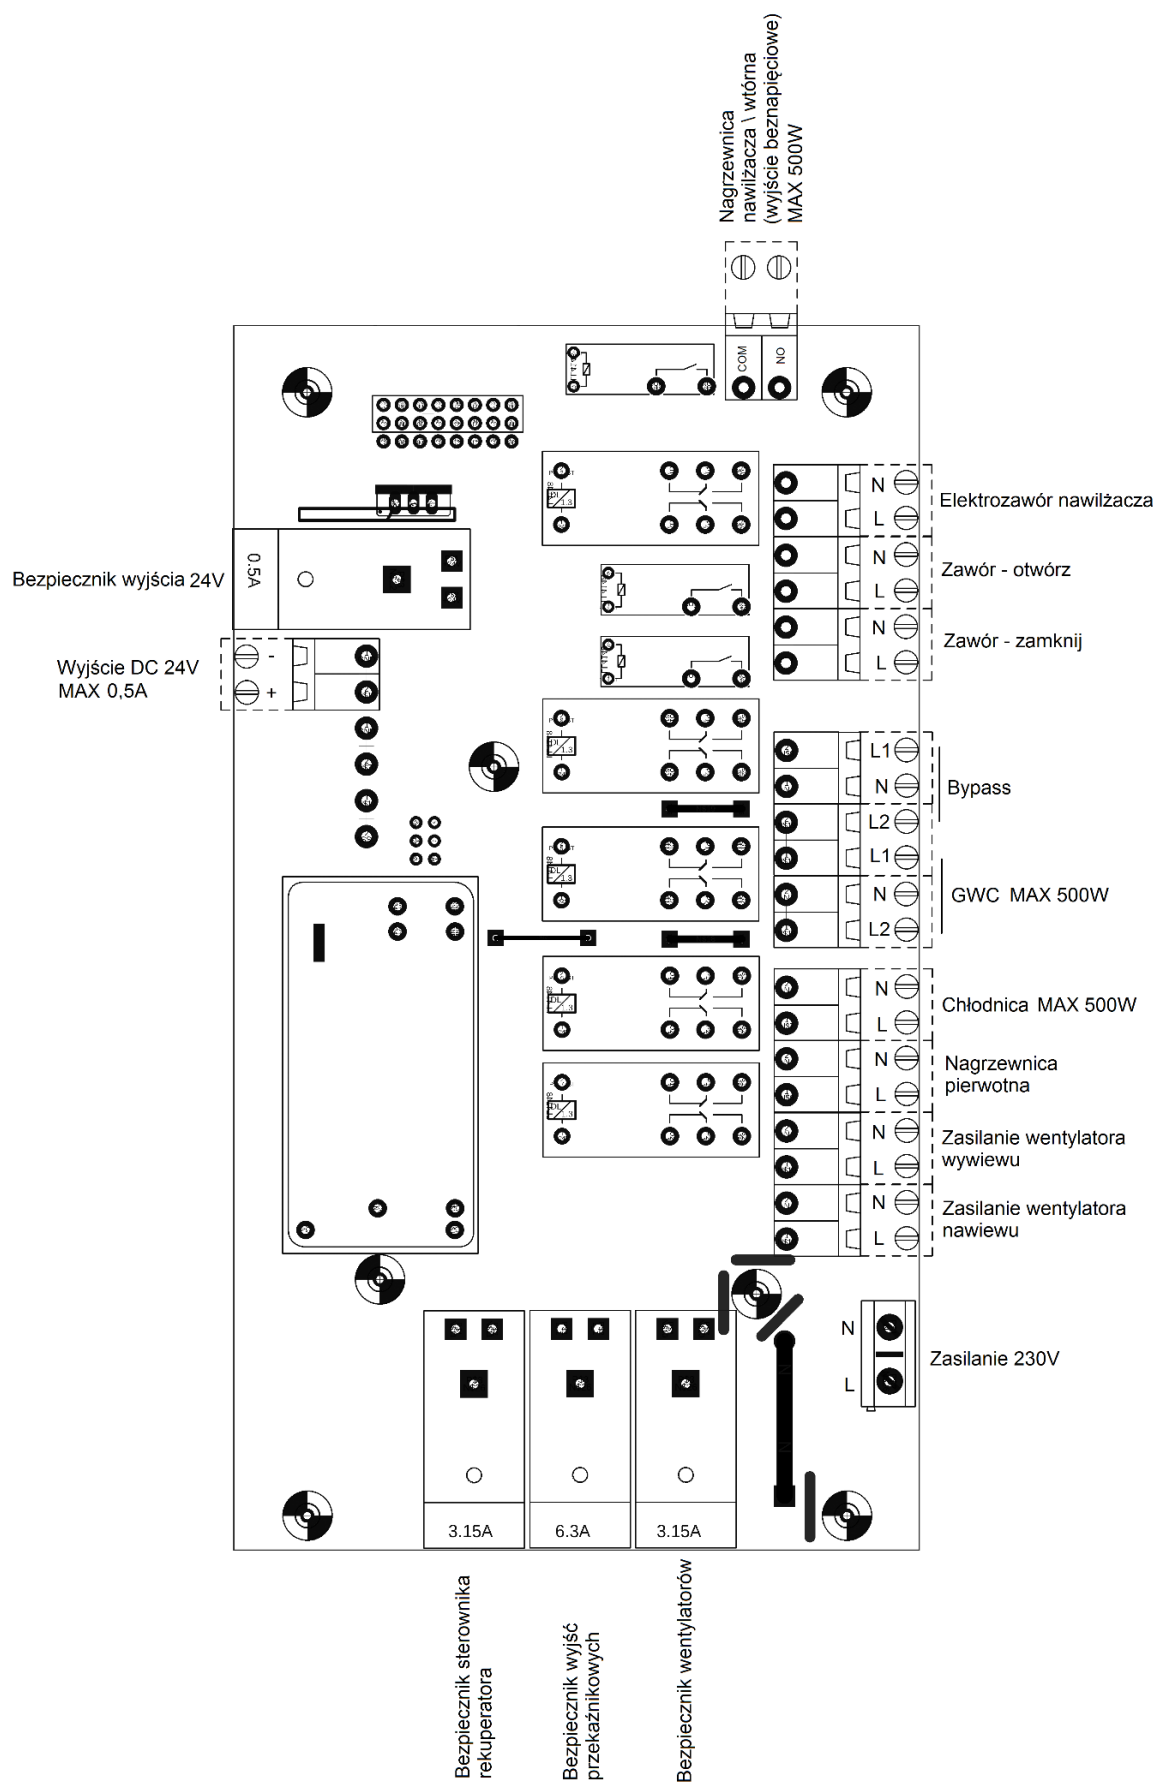 Nagrzewnica
nawilżacza \ wtórna
(wyjście beznapięciowe)
MAX 500W
COM
NO
N
L
Elektrozawór nawilżacza
N
L
Zawór - otwórz
N
L
Zawór - zamknij
0.5A
Bezpiecznik wyjścia 24V
Wyjście DC 24V
MAX 0,5A
-
+
L1
N
L2
Bypass
L1
N
L2
GWC MAX 500W
N
L
Chłodnica MAX 500W
N
L
Nagrzewnica
pierwotna
N
L
Zasilanie wentylatora
wywiewu
N
L
Zasilanie wentylatora
nawiewu
N
L
Zasilanie 230V
3.15A
6.3A
3.15A
Bezpiecznik sterownika
rekuperatora
Bezpiecznik wyjść
przekaźnikowych
Bezpiecznik wentylatorów